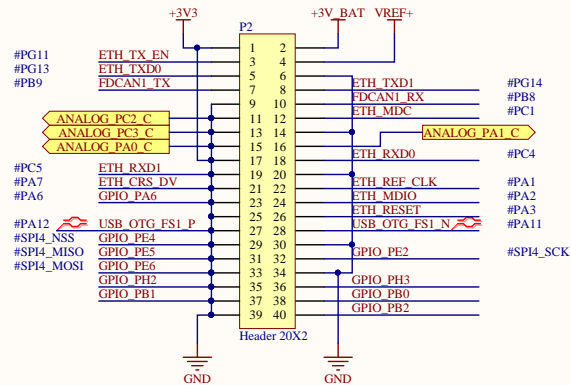 +3V3 +3V_BAT VREF+
P2
1 2
#PG11 ETH_TX_EN 3 4
#PG13 ETH_TXD0 5 6
#PB9 FDCAN1_TX 7 8 ETH_TXD1 #PG14
9 10 FDCAN1_RX #PB8
ANALOG_PC2_C 11 12 ETH_MDC #PC1
ANALOG_PC3_C 13 14 ANALOG_PA1_C
ANALOG_PA0_C 15 16
17 18 ETH_RXD0 #PC4
#PC5 ETH_RXD1 19 20
#PA7 ETH_CRS_DV 21 22 ETH_REF_CLK #PA1
#PA6 GPIO_PA6 23 24 ETH_MDIO #PA2
25 26 ETH_RESET #PA3
#PA12 USB_OTG_FS1_P 27 28 USB_OTG_FS1_N #PA11
#SPI4_NSS GPIO_PE4 29 30
#SPI4_MISO GPIO_PE5 31 32 GPIO_PE2 #SPI4_SCK
#SPI4_MOSI GPIO_PE6 33 34
GPIO_PH2 35 36 GPIO_PH3
GPIO_PB1 37 38 GPIO_PB0
39 40 GPIO_PB2
Header 20X2
GND GND